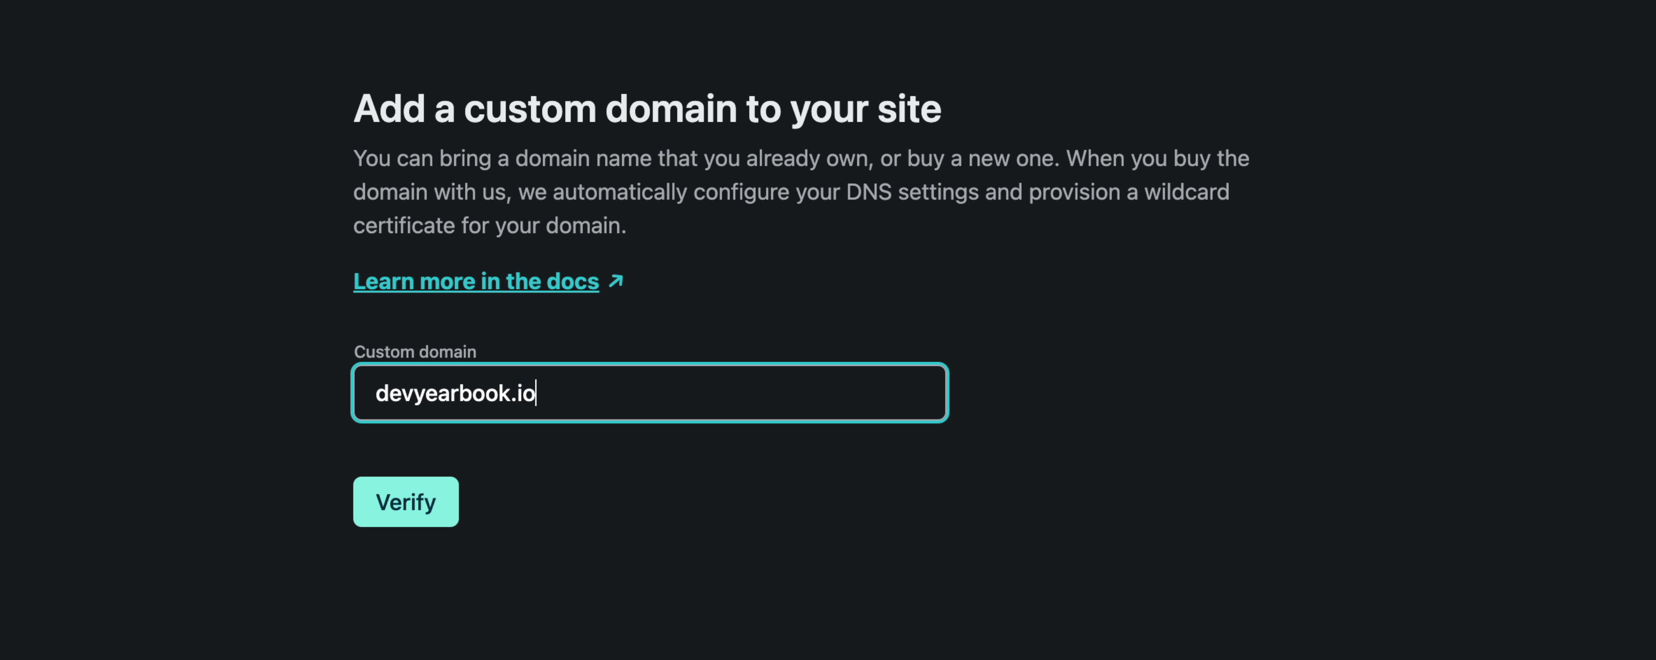 Add a custom domain to your site
You can bring a domain name that you already own, or buy a new one. When you buy the
domain with us, we automatically configure your DNS settings and provision a wildcard
certificate for your domain.
Learn more in the docs ↗
Custom domain
devyearbook.io
Verify